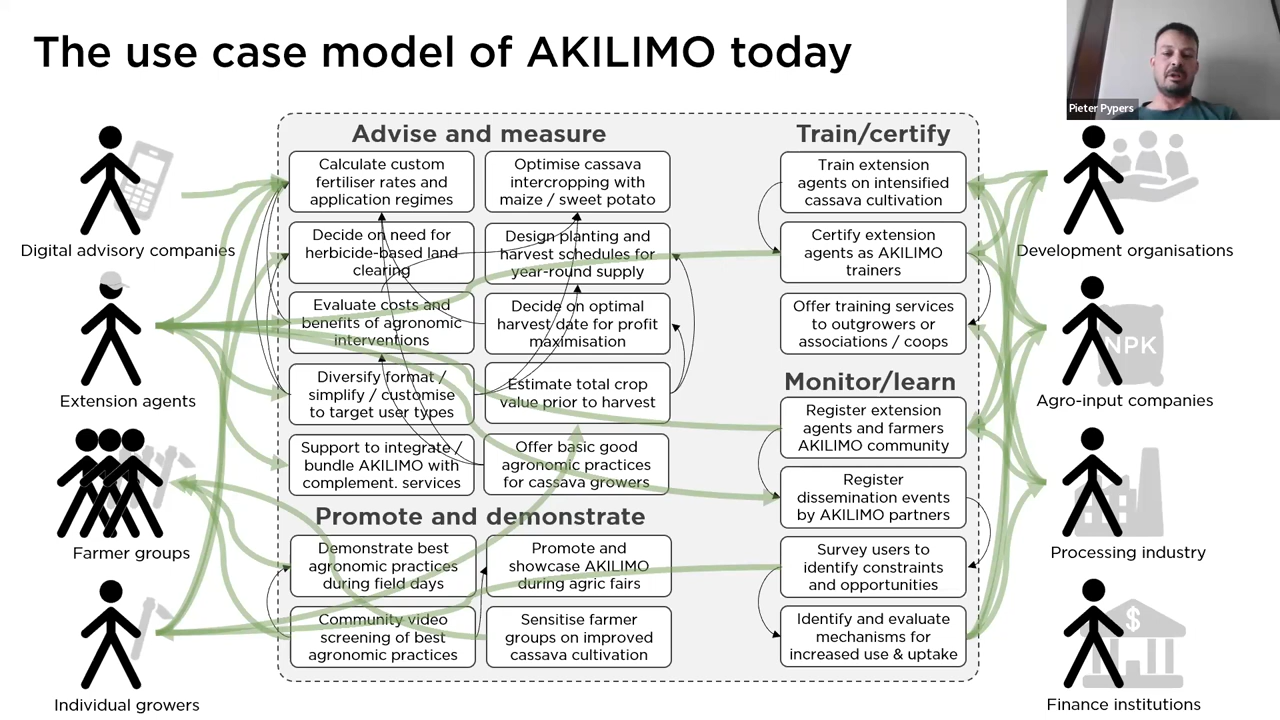 The use case model of AKILIMO today
Pieter Pypers
Digital advisory companies
Extension agents
Farmer groups
Individual growers
Advise and measure
Calculate custom
fertiliser rates and
application regimes
Optimise cassava
intercropping with
maize / sweet potato
Decide on need for
herbicide-based land
clearing
Design planting and
harvest schedules for
year-round supply
Evaluate costs and
benefits of agronomic
interventions
Decide on optimal
harvest date for profit
maximisation
Diversify format /
simplify / customise
to target user types
Estimate total crop
value prior to harvest
Support to integrate /
bundle AKILIMO with
complement. services
Offer basic good
agronomic practices
for cassava growers
Promote and demonstrate
Demonstrate best
agronomic practices
during field days
Promote and
showcase AKILIMO
during agric fairs
Community video
screening of best
agronomic practices
Sensitise farmer
groups on improved
cassava cultivation
Train/certify
Train extension
agents on intensified
cassava cultivation
Certify extension
agents as AKILIMO
trainers
Offer training services
to outgrowers or
associations / coops
Monitor/learn
Register extension
agents and farmers
AKILIMO community
Register
dissemination events
by AKILIMO partners
Survey users to
identify constraints
and opportunities
Identify and evaluate
mechanisms for
increased use & uptake
Development organisations
NPK
Agro-input companies
Processing industry
$
Finance institutions